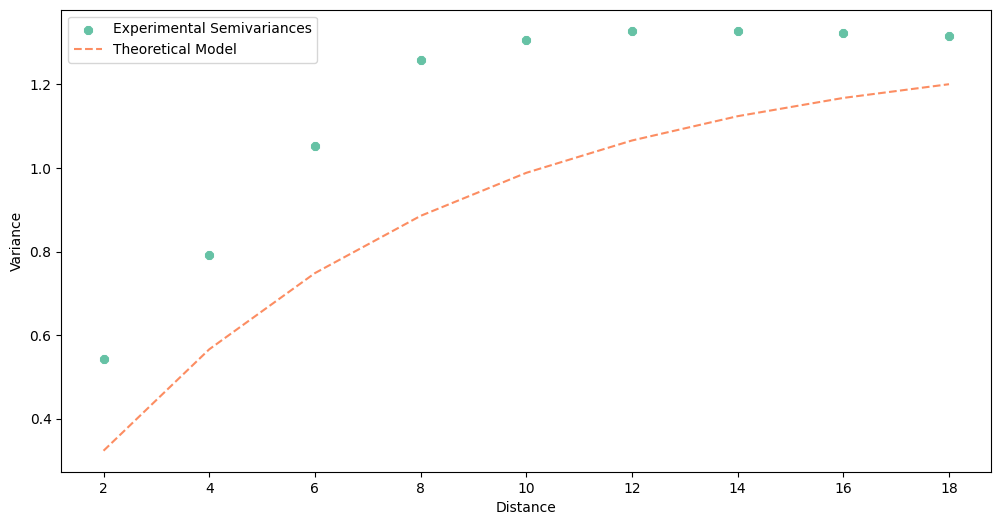 Experimental Semivariances
Theoretical Model
Variance
1.2
1.0
0.8
0.6
0.4
2 4 6 8 10 12 14 16 18
Distance